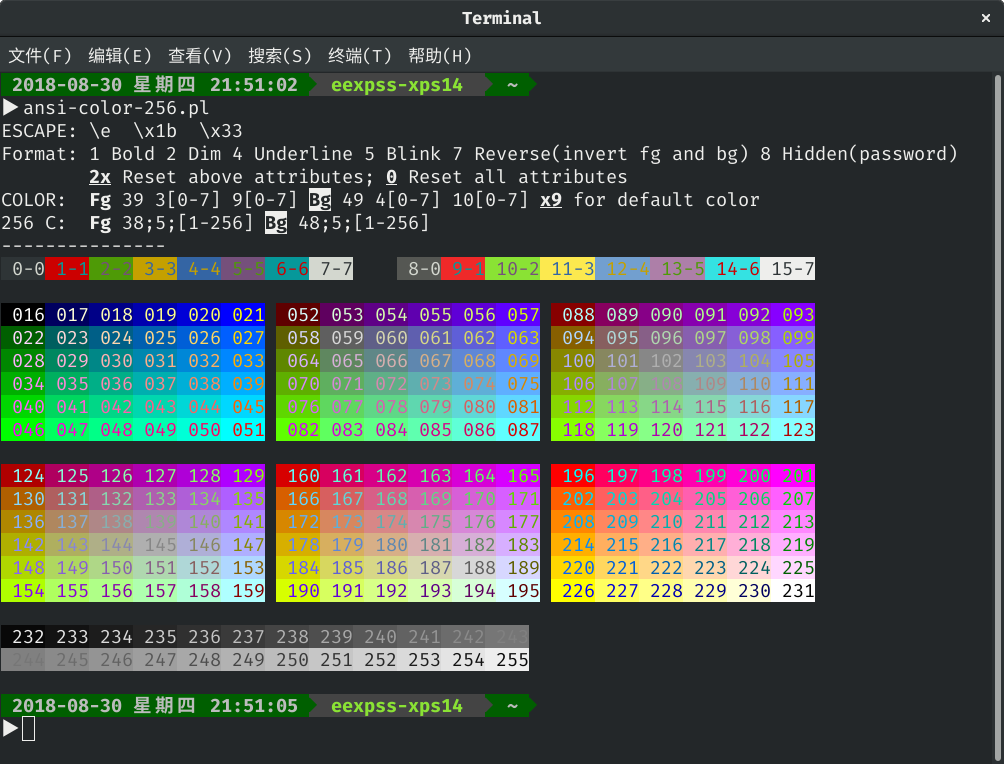 Terminal
文件(F) 编辑(E) 查看(V) 搜索(S) 终端(T) 帮助(H)
2018-08-30 星期四 21:51:02 eexpss-xps14 ~
ansi-color-256.pl
ESCAPE: \e \x1b \x33
Format: 1 Bold 2 Dim 4 Underline 5 Blink 7 Reverse(invert fg and bg) 8 Hidden(password)
2x Reset above attributes; 0 Reset all attributes
COLOR: Fg 39 3[0-7] 9[0-7] Bg 49 4[0-7] 10[0-7] x9 for default color
256 C: Fg 38;5;[1-256] Bg 48;5;[1-256]
---------------
0-0 1-1 2-2 3-3 4-4 5-5 6-6 7-7 8-0 9-1 10-2 11-3 12-4 13-5 14-6 15-7
016 017 018 019 020 021 052 053 054 055 056 057 088 089 090 091 092 093
022 023 024 025 026 027 058 059 060 061 062 063 094 095 096 097 098 099
028 029 030 031 032 033 064 065 066 067 068 069 100 101 102 103 104 105
034 035 036 037 038 039 070 071 072 073 074 075 106 107 108 109 110 111
040 041 042 043 044 045 076 077 078 079 080 081 112 113 114 115 116 117
046 047 048 049 050 051 082 083 084 085 086 087 118 119 120 121 122 123
124 125 126 127 128 129 160 161 162 163 164 165 196 197 198 199 200 201
130 131 132 133 134 135 166 167 168 169 170 171 202 203 204 205 206 207
136 137 138 139 140 141 172 173 174 175 176 177 208 209 210 211 212 213
142 143 144 145 146 147 178 179 180 181 182 183 214 215 216 217 218 219
148 149 150 151 152 153 184 185 186 187 188 189 220 221 222 223 224 225
154 155 156 157 158 159 190 191 192 193 194 195 226 227 228 229 230 231
232 233 234 235 236 237 238 239 240 241 242 243
244 245 246 247 248 249 250 251 252 253 254 255
2018-08-30 星期四 21:51:05 eexpss-xps14 ~